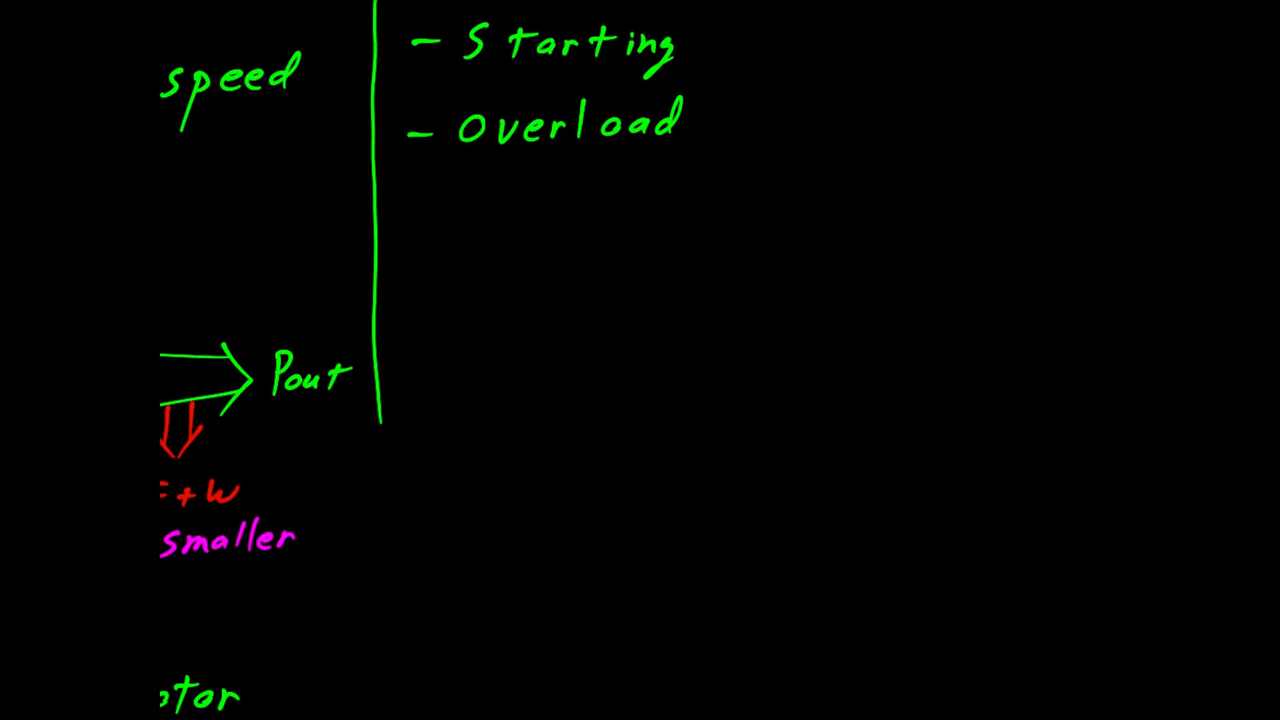 speed
- Starting
- Overload
Pout
+ W
smaller